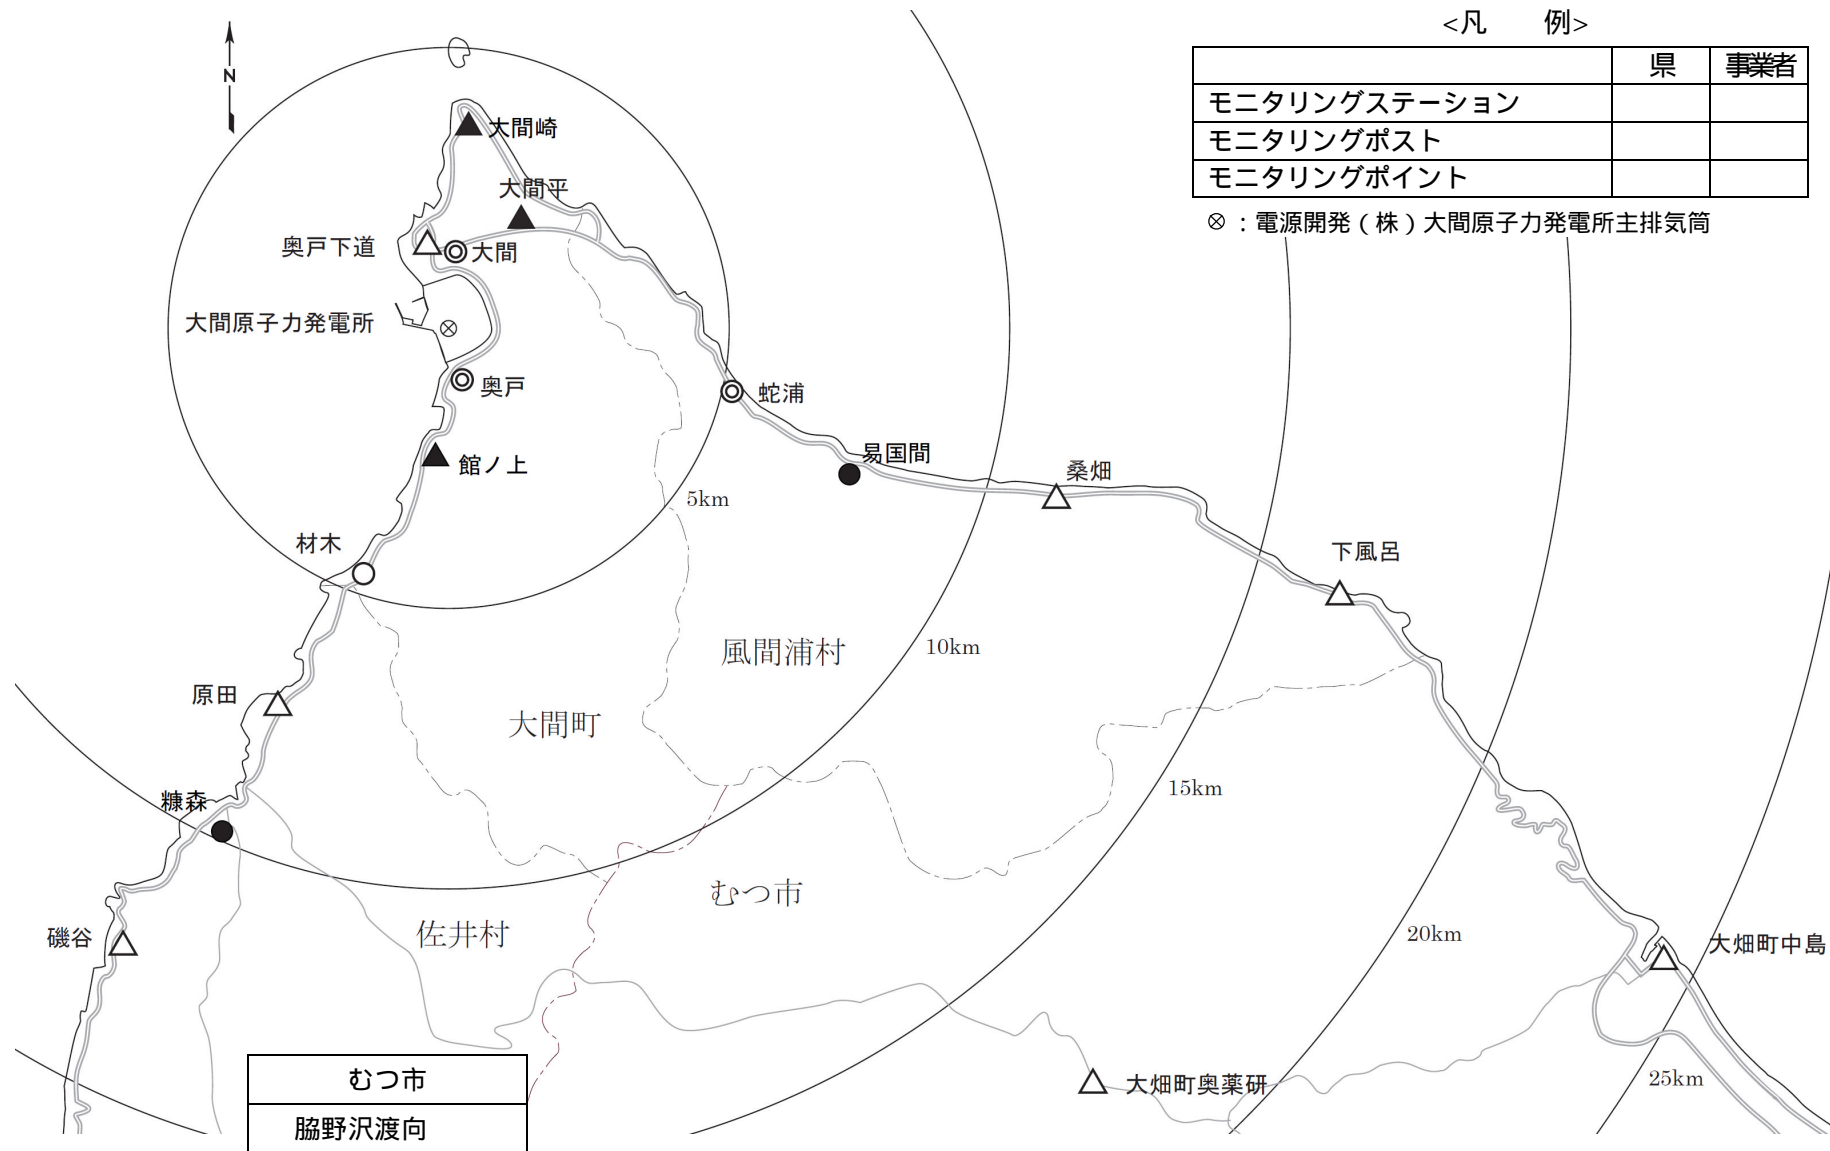 <凡 例>
県 事業者
モニタリングステーション
モニタリングポスト
モニタリングポイント
⊗：電源開発（株）大間原子力発電所主排気筒
N
大間崎
大間平
奥戸下道
大間
大間原子力発電所
奥戸
蛇浦
館ノ上
易国間
桑畑
5km
材木
下風呂
風間浦村
10km
原田
大間町
15km
糠森
むつ市
佐井村
20km
磯谷
大畑町中島
25km
大畑町奥薬研
むつ市
脇野沢渡向